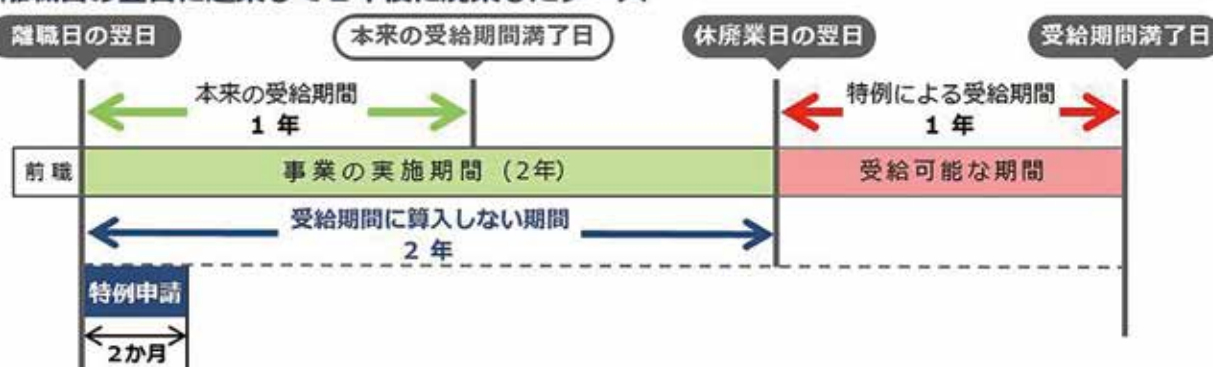 離職日の翌日
本来の受給期間満了日
休廃業日の翌日
受給期間満了日
本来の受給期間
1 年
特例による受給期間
1 年
前職
事業の実施期間 (2年)
受給可能な期間
受給期間に算入しない期間
2 年
特例申請
2か月